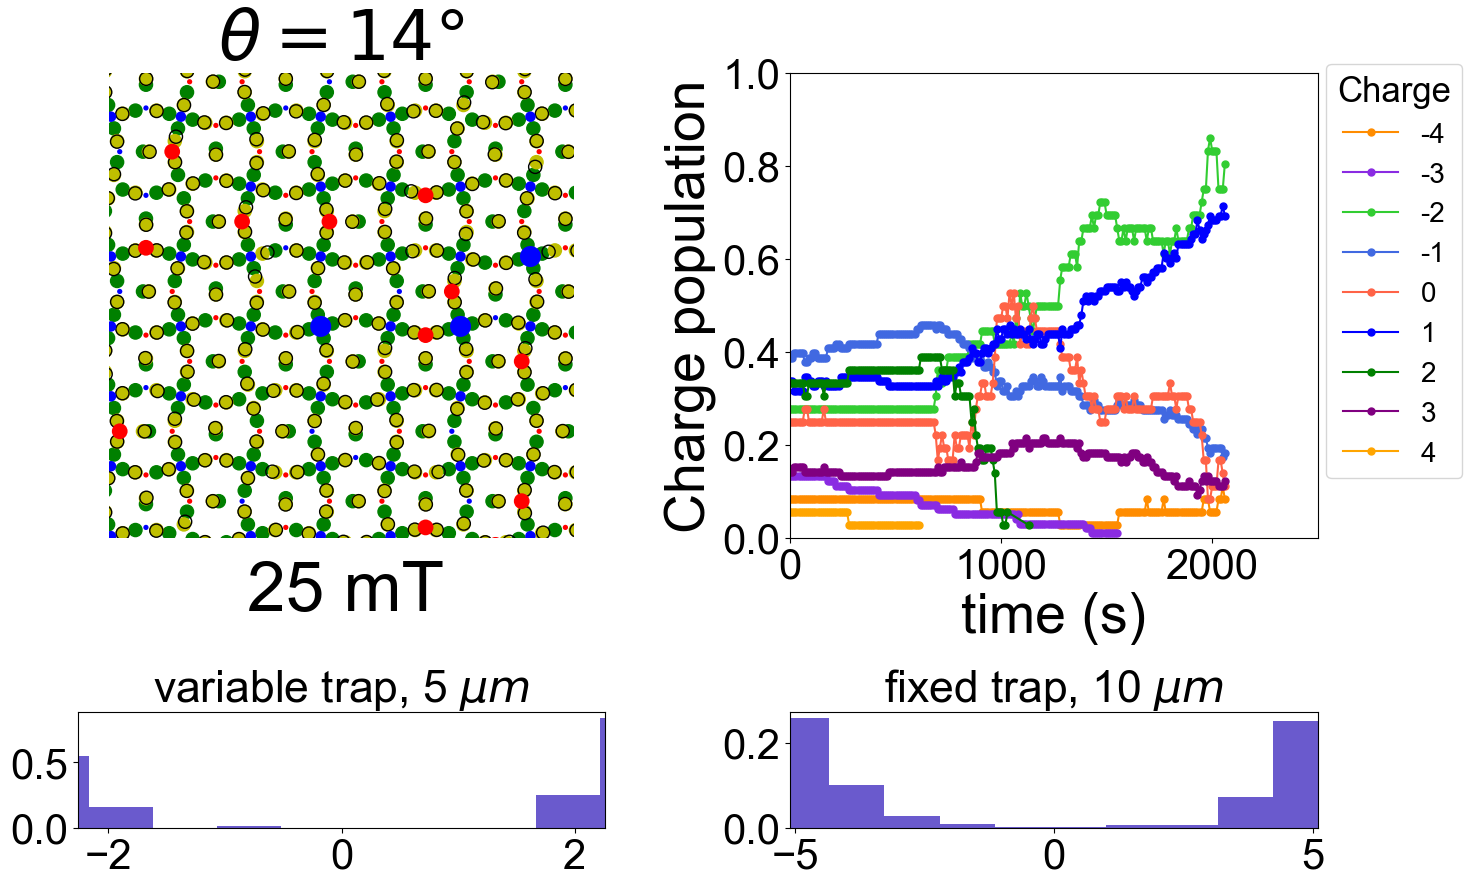 θ = 14°
25 mT
1.0
0.8
0.6
0.4
0.2
0.0
Charge population
0 1000 2000
time (s)
Charge
-4
-3
-2
-1
0
1
2
3
4
variable trap, 5 μm
0.5
0.0
−2 0 2
fixed trap, 10 μm
0.2
0.0
−5 0 5